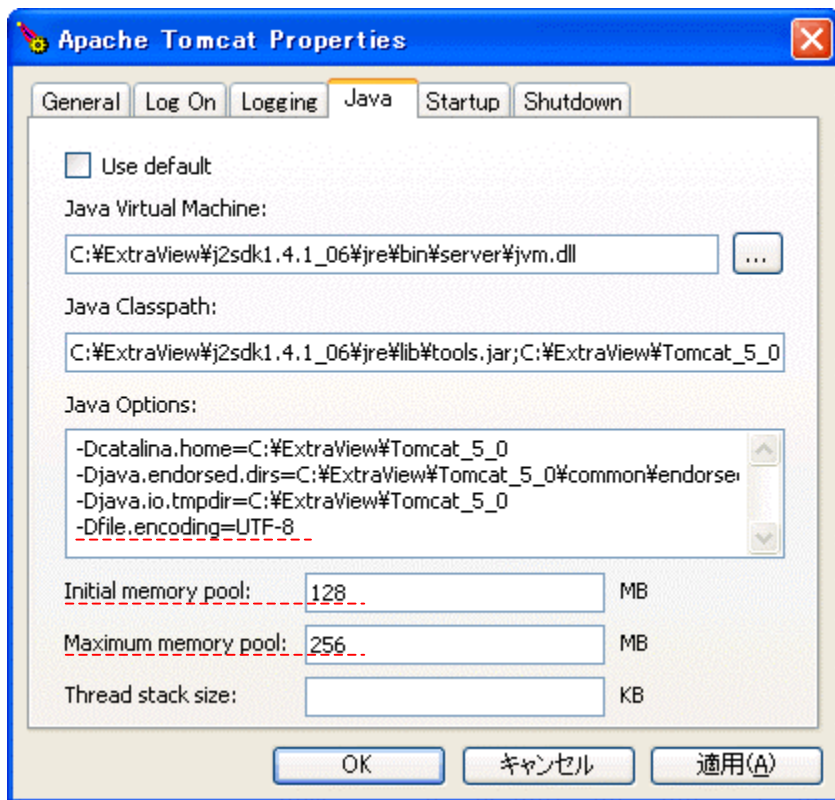 Apache Tomcat Properties
General Log On Logging Java Startup Shutdown
Use default
Java Virtual Machine:
C:¥ExtraView¥j2sdk1.4.1_06¥jre¥bin¥server¥jvm.dll ...
Java Classpath:
C:¥ExtraView¥j2sdk1.4.1_06¥jre¥lib¥tools.jar;C:¥ExtraView¥Tomcat_5_0
Java Options:
-Dcatalina.home=C:¥ExtraView¥Tomcat_5_0
-Djava.endorsed.dirs=C:¥ExtraView¥Tomcat_5_0¥common¥endorsed
-Djava.io.tmpdir=C:¥ExtraView¥Tomcat_5_0
-Dfile.encoding=UTF-8
Initial memory pool: 128 MB
Maximum memory pool: 256 MB
Thread stack size: KB
OK キャンセル 適用(A)